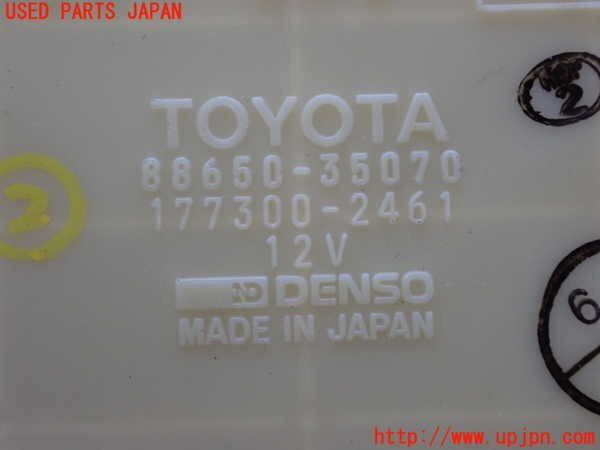 USED PARTS JAPAN
TOYOTA
88650-35070
177300-2461
12V
ND DENSO
MADE IN JAPAN
2
2
6
http://www.upjpn.com/